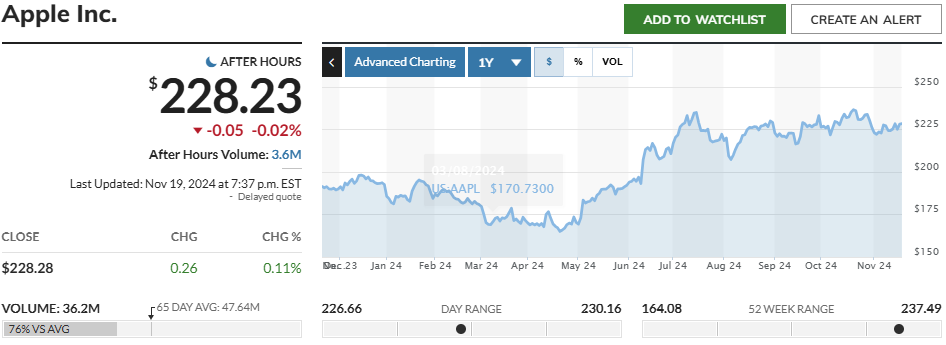 Apple Inc.
ADD TO WATCHLIST
CREATE AN ALERT
AFTER HOURS
$228.23
-0.05 -0.02%
After Hours Volume: 3.6M
Last Updated: Nov 19, 2024 at 7:37 p.m. EST
- Delayed quote
CLOSE CHG CHG %
$228.28 0.26 0.11%
VOLUME: 36.2M 65 DAY AVG: 47.64M
76% VS AVG
Advanced Charting 1Y $ % VOL
03/08/2024
US:AAPL $170.7300
$250
$225
$200
$175
$150
Dec.23 Jan 24 Feb 24 Mar 24 Apr 24 May 24 Jun 24 Jul 24 Aug 24 Sep 24 Oct 24 Nov 24
226.66 DAY RANGE 230.16
164.08 52 WEEK RANGE 237.49